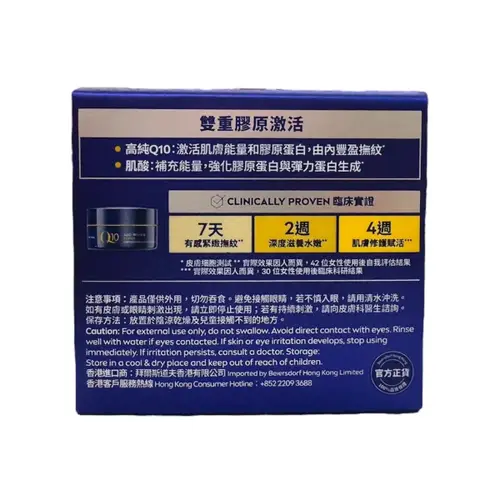 雙重膠原激活
• 高純Q10：激活肌膚能量和膠原蛋白，由內豐盈撫紋*
• 肌酸：補充能量，強化膠原蛋白與彈力蛋白生成*
CLINICALLY PROVEN 臨床實證
7天
有感緊緻撫紋**
2週
深度滋養水嫩**
4週
肌膚修護賦活***
Q10
* 皮膚細胞測試 ** 實際效果因人而異，42 位女性使用後自我評估結果
*** 實際效果因人而異，30 位女性使用後臨床科研結果
注意事項：產品僅供外用，切勿吞食。避免接觸眼睛，若不慎入眼，請用清水沖洗。
如有皮膚或眼睛刺激出現，請立即停止使用；若有持續刺激，請向皮膚科醫生諮詢。
保存方法：放置於陰涼乾燥及兒童接觸不到的地方。
Caution: For external use only, do not swallow. Avoid direct contact with eyes. Rinse
well with water if eyes contacted. If skin or eye irritation develops, stop using
immediately. If irritation persists, consult a doctor. Storage:
Store in a cool & dry place and keep out of reach of children.
香港進口商：拜爾斯道夫香港有限公司 Imported by Beiersdorf Hong Kong Limited
香港客戶服務熱線 Hong Kong Consumer Hotline：+852 2209 3688
官方正貨